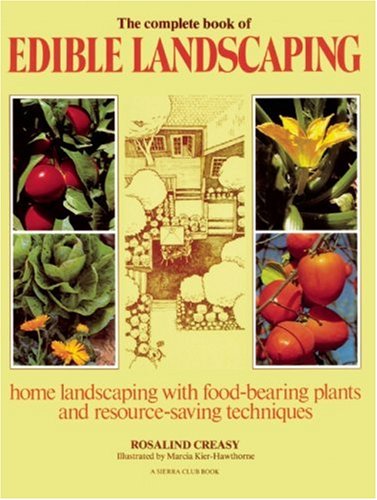 The complete book of
EDIBLE LANDSCAPING
home landscaping with food-bearing plants
and resource-saving techniques
ROSALIND CREASY
Illustrated by Marcia Kier-Hawthorne
A SIERRA CLUB BOOK